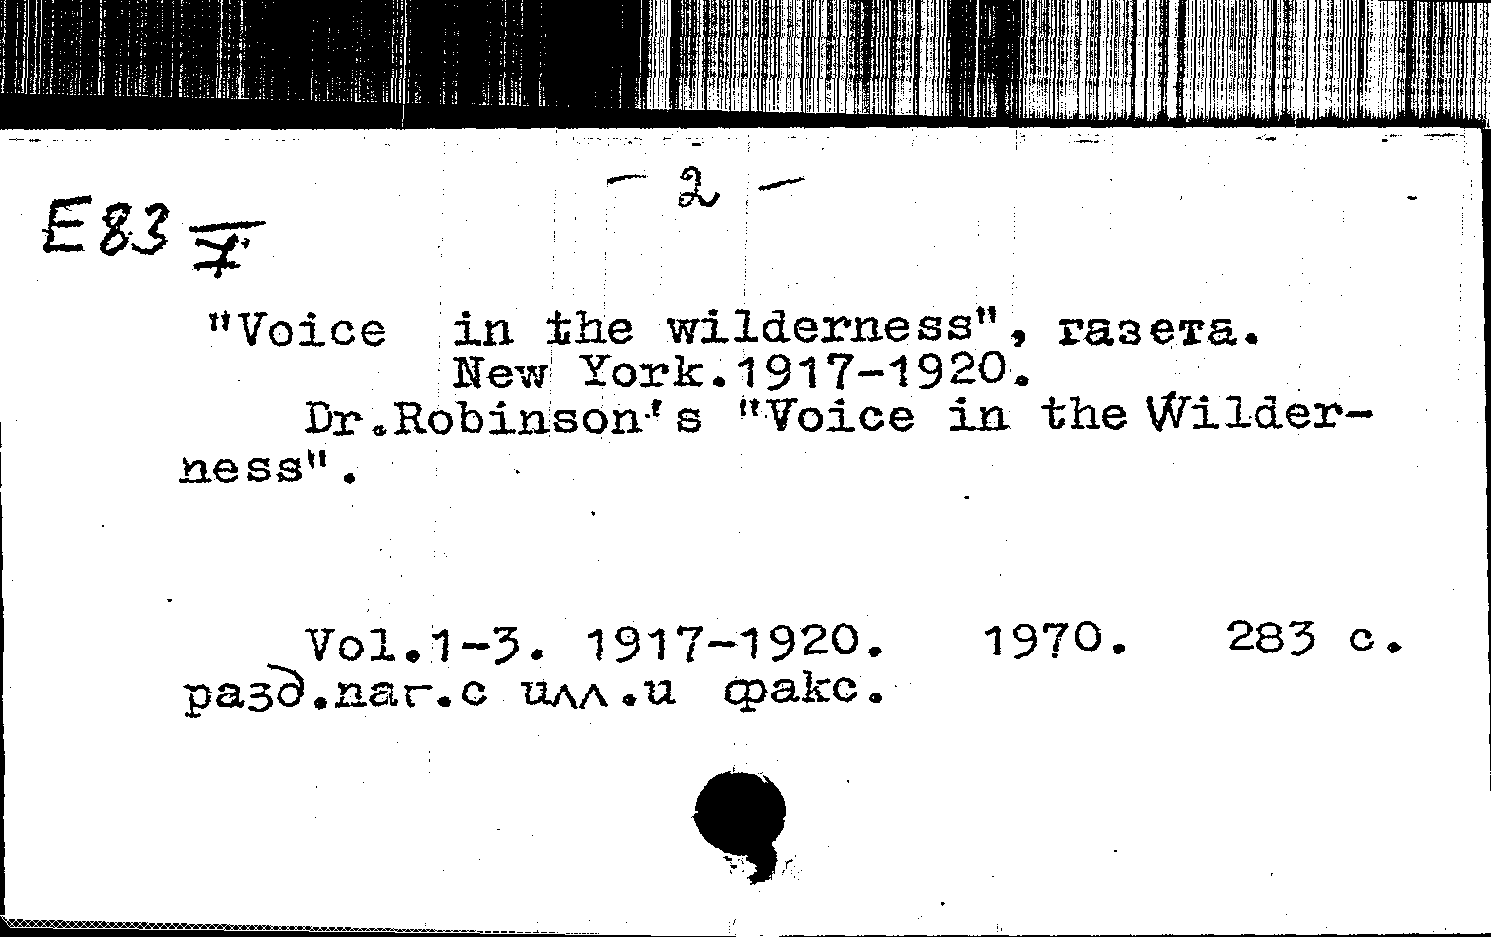 - 2 -
E83 —
7
"Voice in the wilderness", газета.
New York.1917-1920.
Dr.Robinson's "Voice in the Wilder-
ness".
Vol.1-3. 1917-1920. 1970. 283 с.
разд.паг.с илл.и факс.